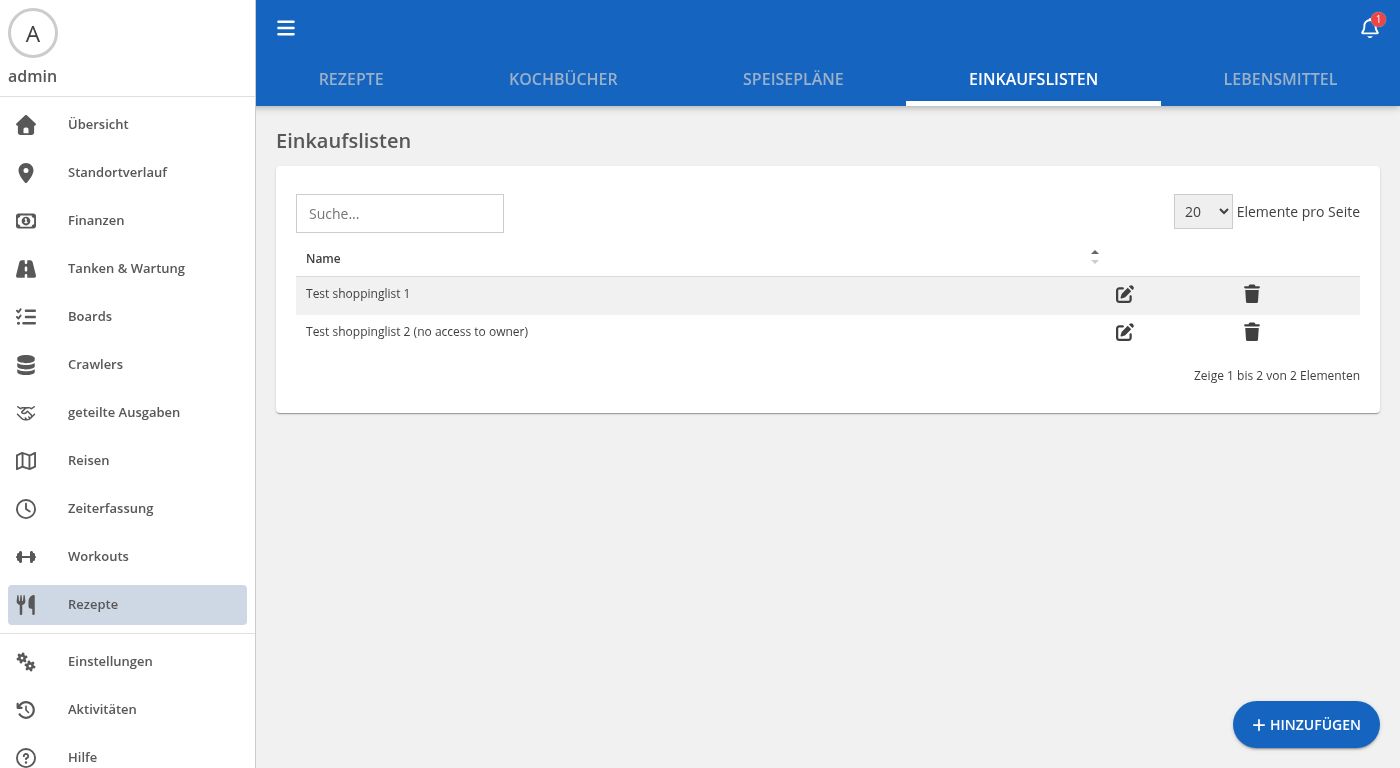 A
admin
Übersicht
Standortverlauf
Finanzen
Tanken & Wartung
Boards
Crawlers
geteilte Ausgaben
Reisen
Zeiterfassung
Workouts
Rezepte
Einstellungen
Aktivitäten
Hilfe
1
REZEPTE KOCHBÜCHER SPEISEPLÄNE EINKAUFSLISTEN LEBENSMITTEL
Einkaufslisten
Suche... 20 Elemente pro Seite
Name
Test shoppinglist 1
Test shoppinglist 2 (no access to owner)
Zeige 1 bis 2 von 2 Elementen
HINZUFÜGEN